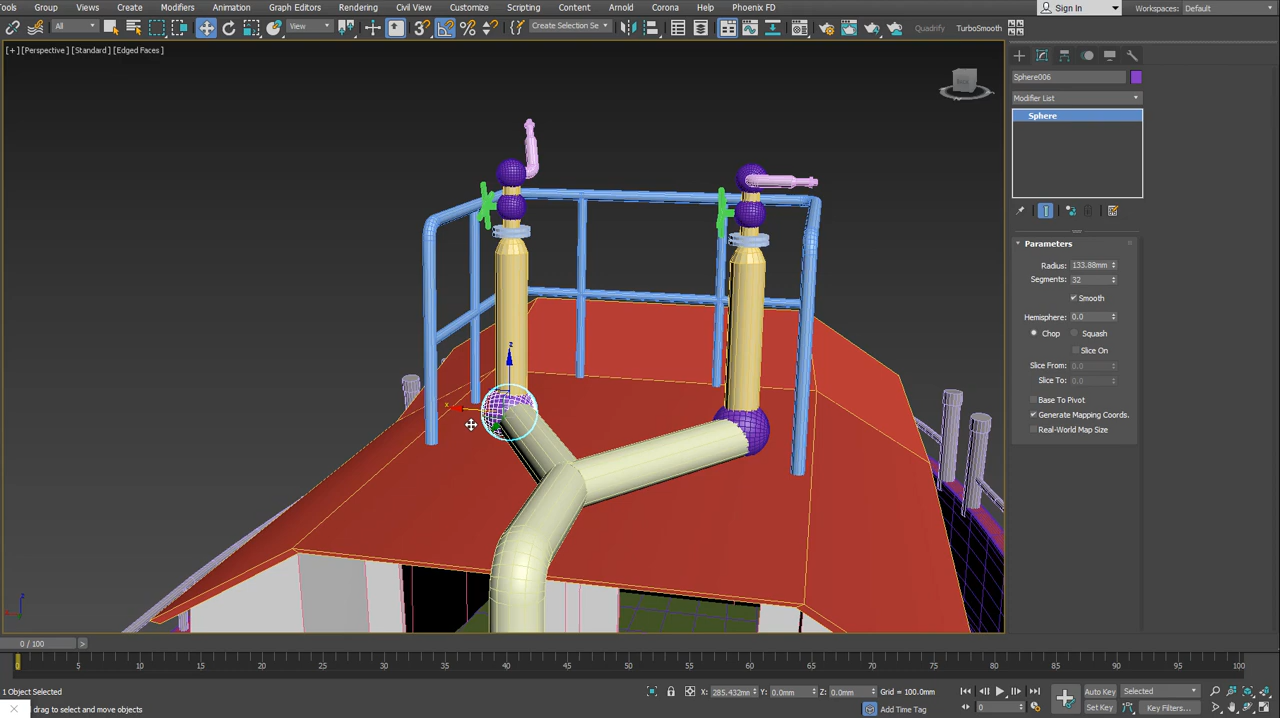 Tools Group Views Create Modifiers Animation Graph Editors Rendering Civil View Customize Scripting Content Arnold Corona Help Phoenix FD Sign In Workspaces: Default
All View Create Selection Se Quadrify TurboSmooth
[+] [Perspective] [Standard] [Edged Faces]
Sphere006
Modifier List
Sphere
Parameters
Radius: 133.88mm
Segments: 32
Smooth
Hemisphere: 0.0
Chop Squash
Slice On
Slice From: 0.0
Slice To: 0.0
Base To Pivot
Generate Mapping Coords.
Real-World Map Size
x
z
z
0 / 100 >
0 5 10 15 20 25 30 35 40 45 50 55 60 65 70 75 80 85 90 95 100
1 Object Selected X: 285.432mm Y: 0.0mm Z: 0.0mm Grid = 100.0mm Auto Key Selected
drag to select and move objects Add Time Tag 0 Set Key Key Filters...